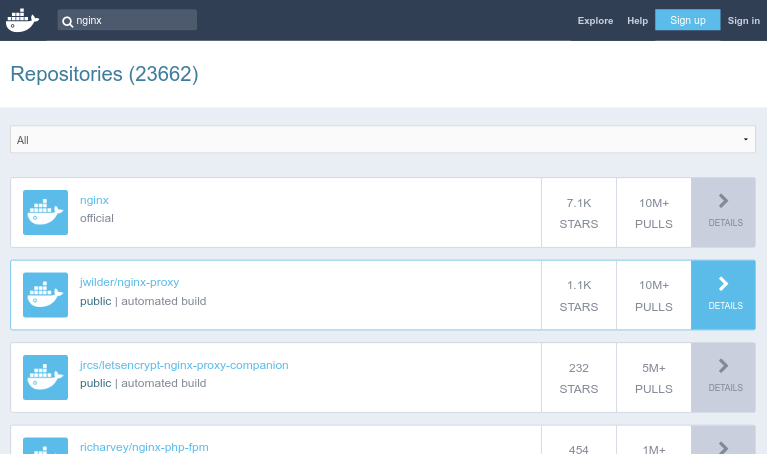 nginx
Explore
Help
Sign up
Sign in
Repositories (23662)
All
nginx
official
7.1K
STARS
10M+
PULLS
DETAILS
jwilder/nginx-proxy
public | automated build
1.1K
STARS
10M+
PULLS
DETAILS
jrcs/letsencrypt-nginx-proxy-companion
public | automated build
232
STARS
5M+
PULLS
DETAILS
richarvey/nginx-php-fpm
454
1M+